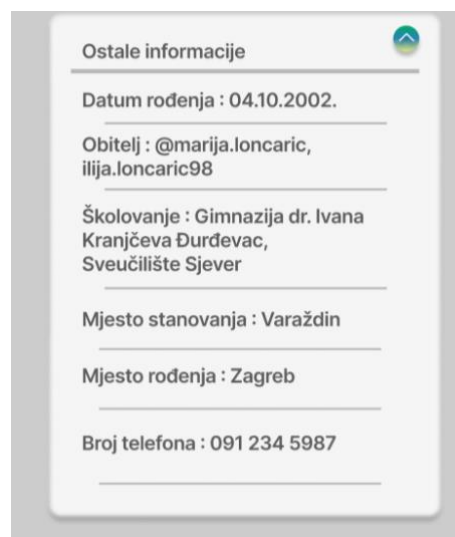 Ostale informacije
Datum rođenja : 04.10.2002.
Obitelj : @marija.loncaric,
ilija.loncaric98
Školovanje : Gimnazija dr. Ivana
Kranjčeva Đurđevac,
Sveučilište Sjever
Mjesto stanovanja : Varaždin
Mjesto rođenja : Zagreb
Broj telefona : 091 234 5987